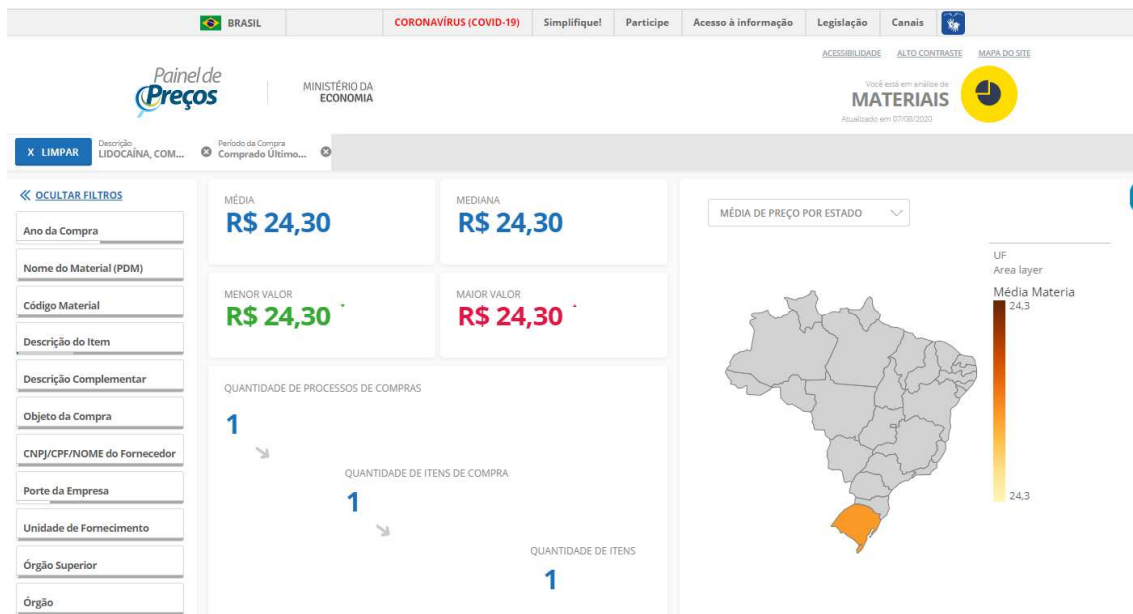 BRASIL
CORONAVÍRUS (COVID-19)
Simplifique!
Participe
Acesso à informação
Legislação
Canais
ACESSIBILIDADE
ALTO CONTRASTE
MAPA DO SITE
Painel de
Preços
MINISTÉRIO DA
ECONOMIA
Você está em análise de
MATERIAIS
Atualizado em 07/08/2020
X LIMPAR
Descrição
LIDOCAÍNA, COM...
Período da Compra
Comprado Último...
OCULTAR FILTROS
Ano da Compra
Nome do Material (PDM)
Código Material
Descrição do Item
Descrição Complementar
Objeto da Compra
CNPJ/CPF/NOME do Fornecedor
Porte da Empresa
Unidade de Fornecimento
Órgão Superior
Órgão
MÉDIA
R$ 24,30
MEDIANA
R$ 24,30
MENOR VALOR
R$ 24,30
MAIOR VALOR
R$ 24,30
QUANTIDADE DE PROCESSOS DE COMPRAS
1
QUANTIDADE DE ITENS DE COMPRA
1
QUANTIDADE DE ITENS
1
MÉDIA DE PREÇO POR ESTADO
UF
Area layer
Média Materia
24,3
24,3